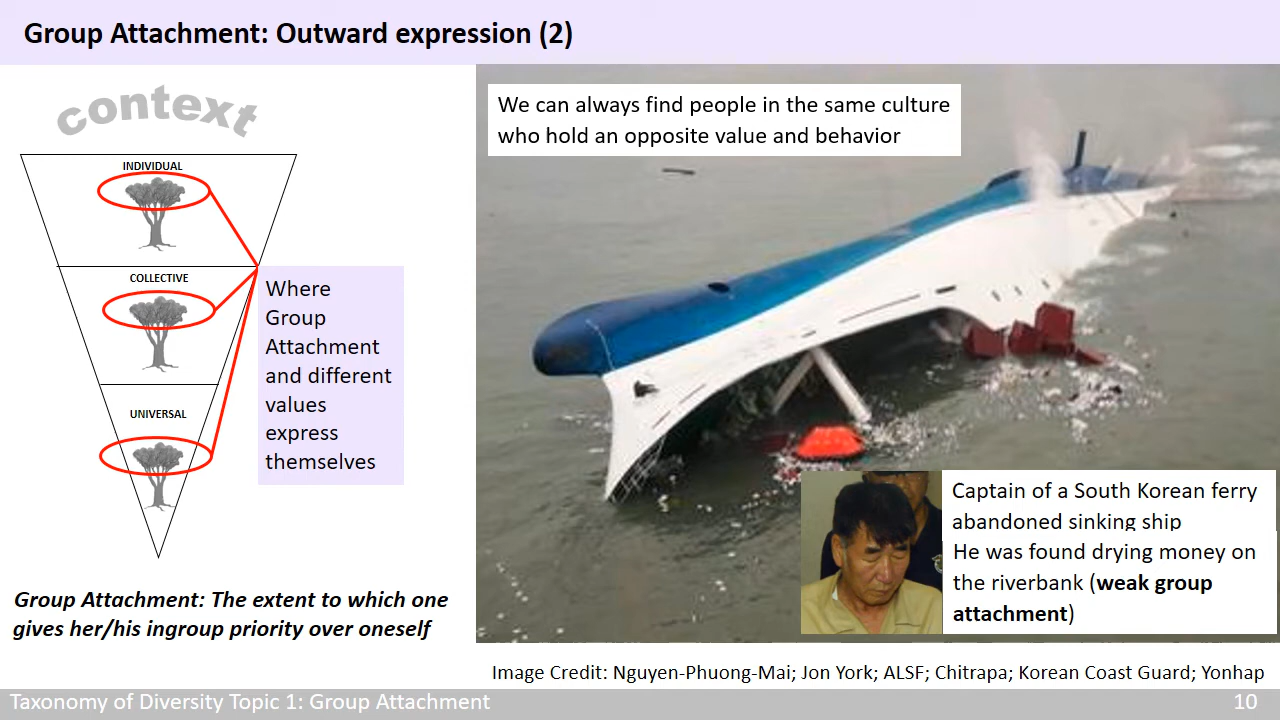 Group Attachment: Outward expression (2)
context
INDIVIDUAL
COLLECTIVE
UNIVERSAL
Where
Group
Attachment
and different
values
express
themselves
Group Attachment: The extent to which one
gives her/his ingroup priority over oneself
We can always find people in the same culture
who hold an opposite value and behavior
Captain of a South Korean ferry
abandoned sinking ship
He was found drying money on
the riverbank (weak group
attachment)
Image Credit: Nguyen-Phuong-Mai; Jon York; ALSF; Chitrapa; Korean Coast Guard; Yonhap
Taxonomy of Diversity Topic 1: Group Attachment
10